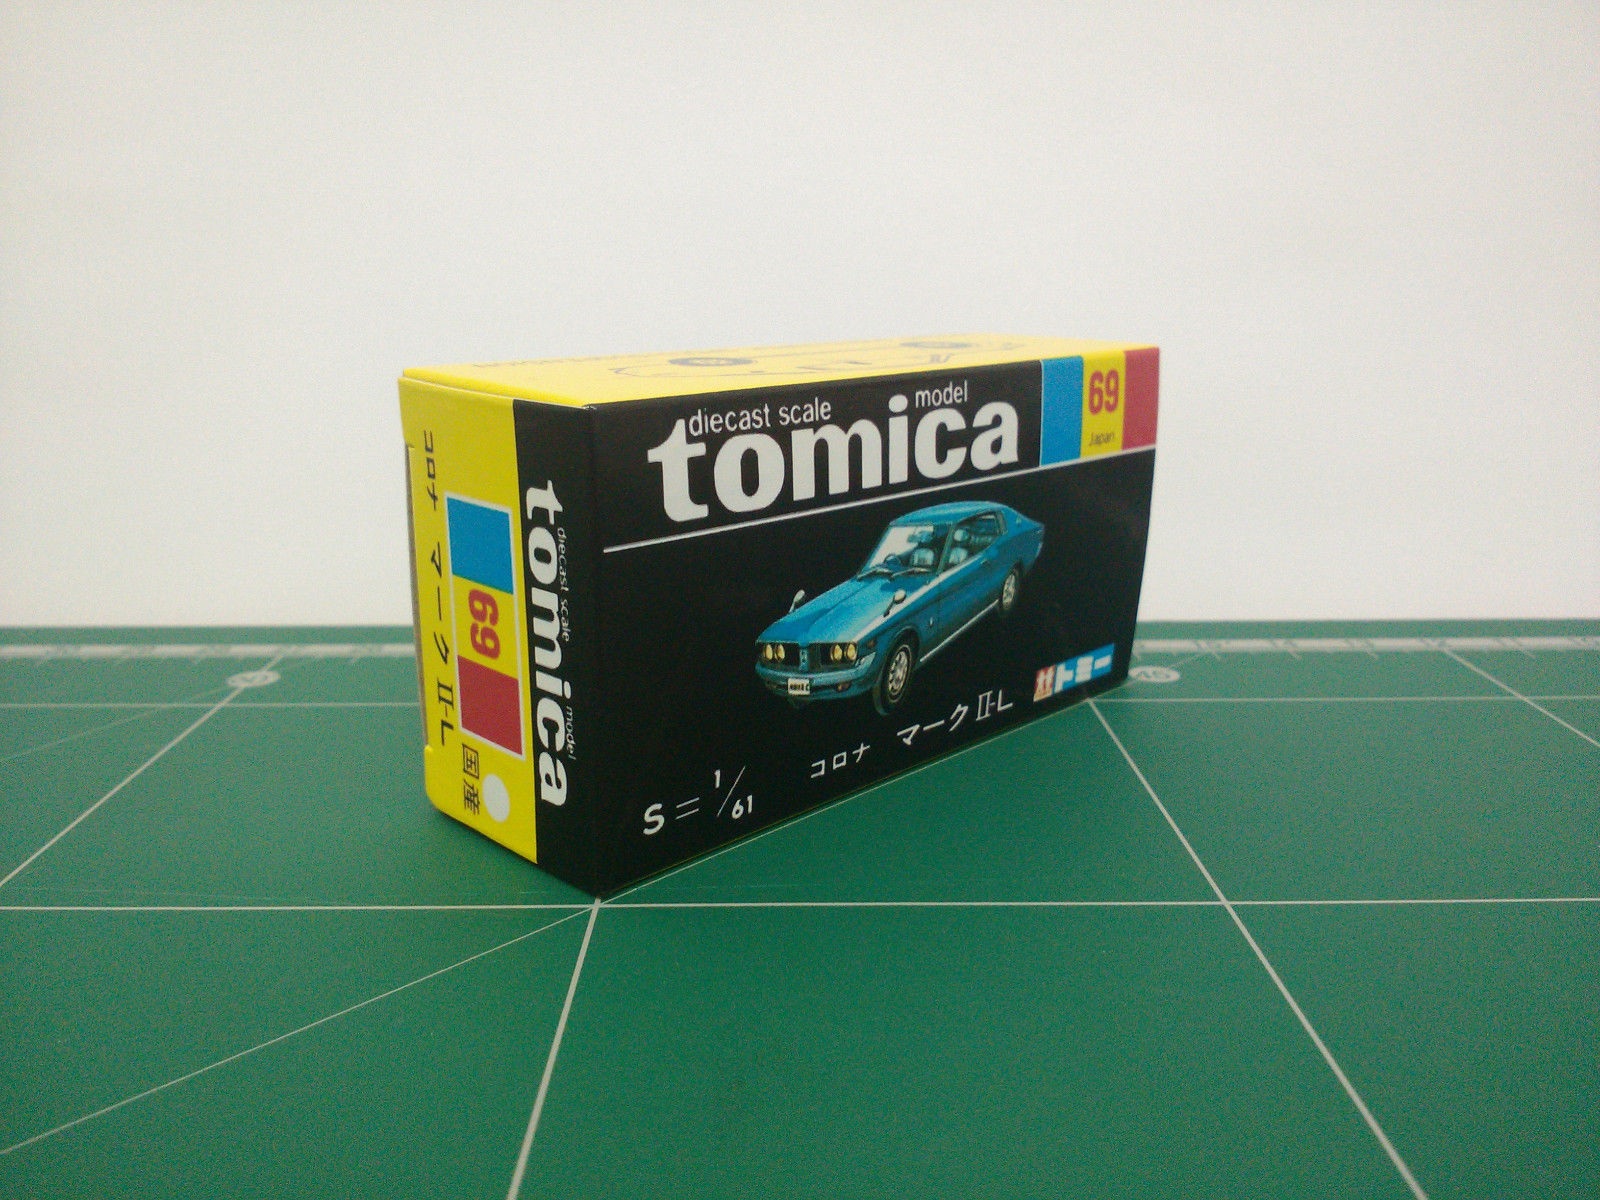 diecast scale model
tomica
69
Japan
S=1/61
コロナ マークⅡ-L
トミー
コロナ マークⅡ-L
69
国産
diecast scale model
tomica
45